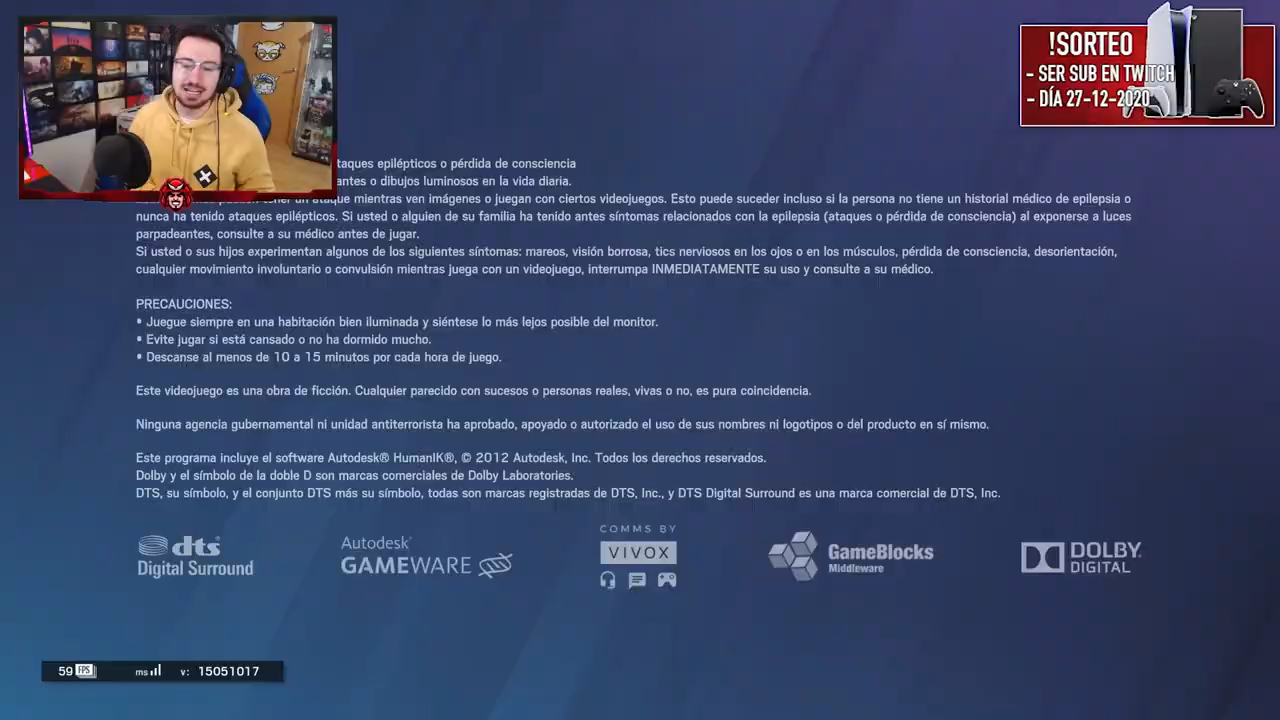 !SORTEO
- SER SUB EN TWITCH
- DÍA 27-12-2020
taques epilépticos o pérdida de consciencia
antes o dibujos luminosos en la vida diaria.
ataque mientras ven imágenes o juegan con ciertos videojuegos. Esto puede suceder incluso si la persona no tiene un historial médico de epilepsia o
nunca ha tenido ataques epilépticos. Si usted o alguien de su familia ha tenido antes síntomas relacionados con la epilepsia (ataques o pérdida de consciencia) al exponerse a luces
parpadeantes, consulte a su médico antes de jugar.
Si usted o sus hijos experimentan algunos de los siguientes síntomas: mareos, visión borrosa, tics nerviosos en los ojos o en los músculos, pérdida de consciencia, desorientación,
cualquier movimiento involuntario o convulsión mientras juega con un videojuego, interrumpa INMEDIATAMENTE su uso y consulte a su médico.
PRECAUCIONES:
• Juegue siempre en una habitación bien iluminada y siéntese lo más lejos posible del monitor.
• Evite jugar si está cansado o no ha dormido mucho.
• Descanse al menos de 10 a 15 minutos por cada hora de juego.
Este videojuego es una obra de ficción. Cualquier parecido con sucesos o personas reales, vivas o no, es pura coincidencia.
Ninguna agencia gubernamental ni unidad antiterrorista ha aprobado, apoyado o autorizado el uso de sus nombres ni logotipos o del producto en sí mismo.
Este programa incluye el software Autodesk® HumanIK®, © 2012 Autodesk, Inc. Todos los derechos reservados.
Dolby y el símbolo de la doble D son marcas comerciales de Dolby Laboratories.
DTS, su símbolo, y el conjunto DTS más su símbolo, todas son marcas registradas de DTS, Inc., y DTS Digital Surround es una marca comercial de DTS, Inc.
dts
Digital Surround
Autodesk®
GAMEWARE
COMMS BY
VIVOX
GameBlocks
Middleware
DOLBY
DIGITAL
59 FPS ms v: 15051017